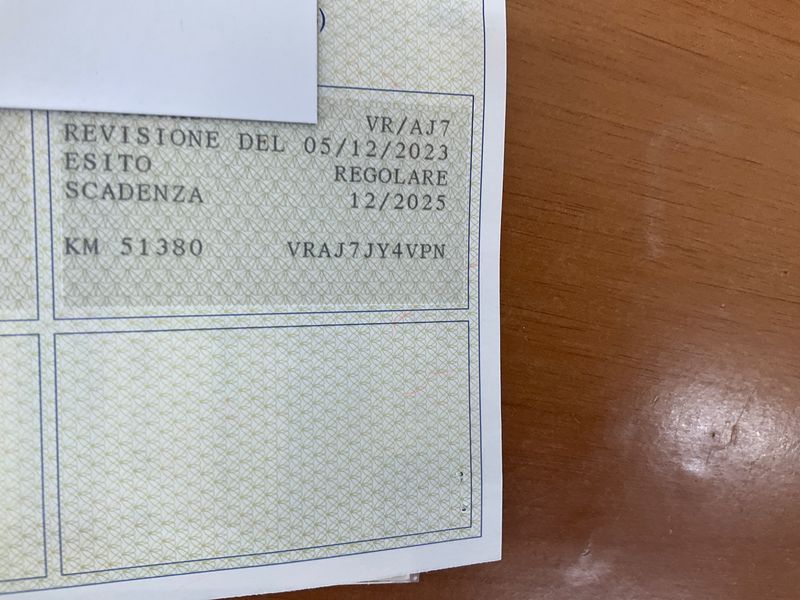 VR/AJ7
REVISIONE DEL 05/12/2023
ESITO REGOLARE
SCADENZA 12/2025
KM 51380 VRAJ7JY4VPN